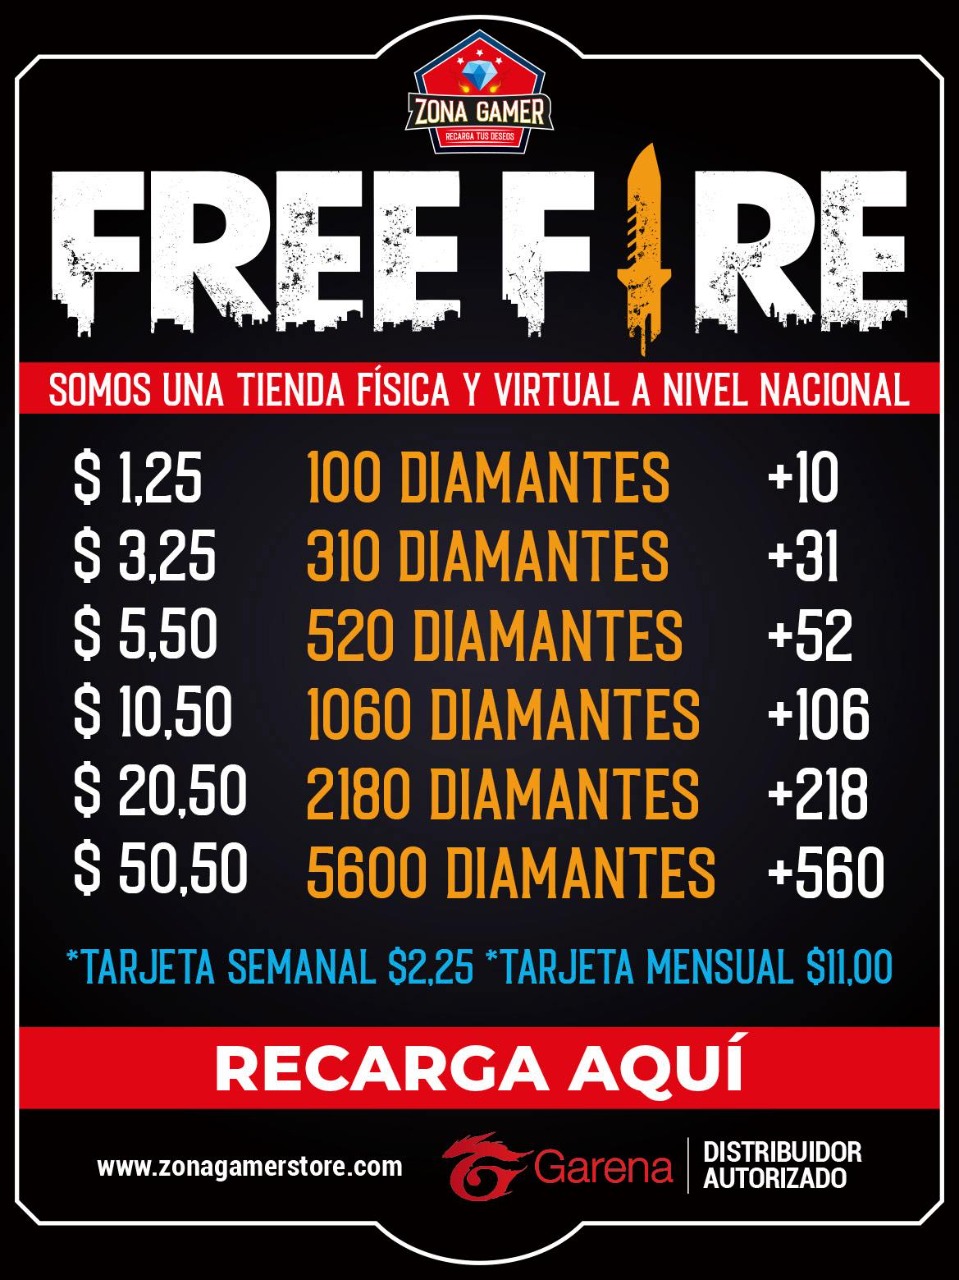 ZONA GAMER
RECARGA TUS DESEOS
FREE FIRE
SOMOS UNA TIENDA FÍSICA Y VIRTUAL A NIVEL NACIONAL
$ 1,25 100 DIAMANTES +10
$ 3,25 310 DIAMANTES +31
$ 5,50 520 DIAMANTES +52
$ 10,50 1060 DIAMANTES +106
$ 20,50 2180 DIAMANTES +218
$ 50,50 5600 DIAMANTES +560
*TARJETA SEMANAL $2,25 *TARJETA MENSUAL $11,00
RECARGA AQUÍ
www.zonagamerstore.com
Garena
DISTRIBUIDOR
AUTORIZADO